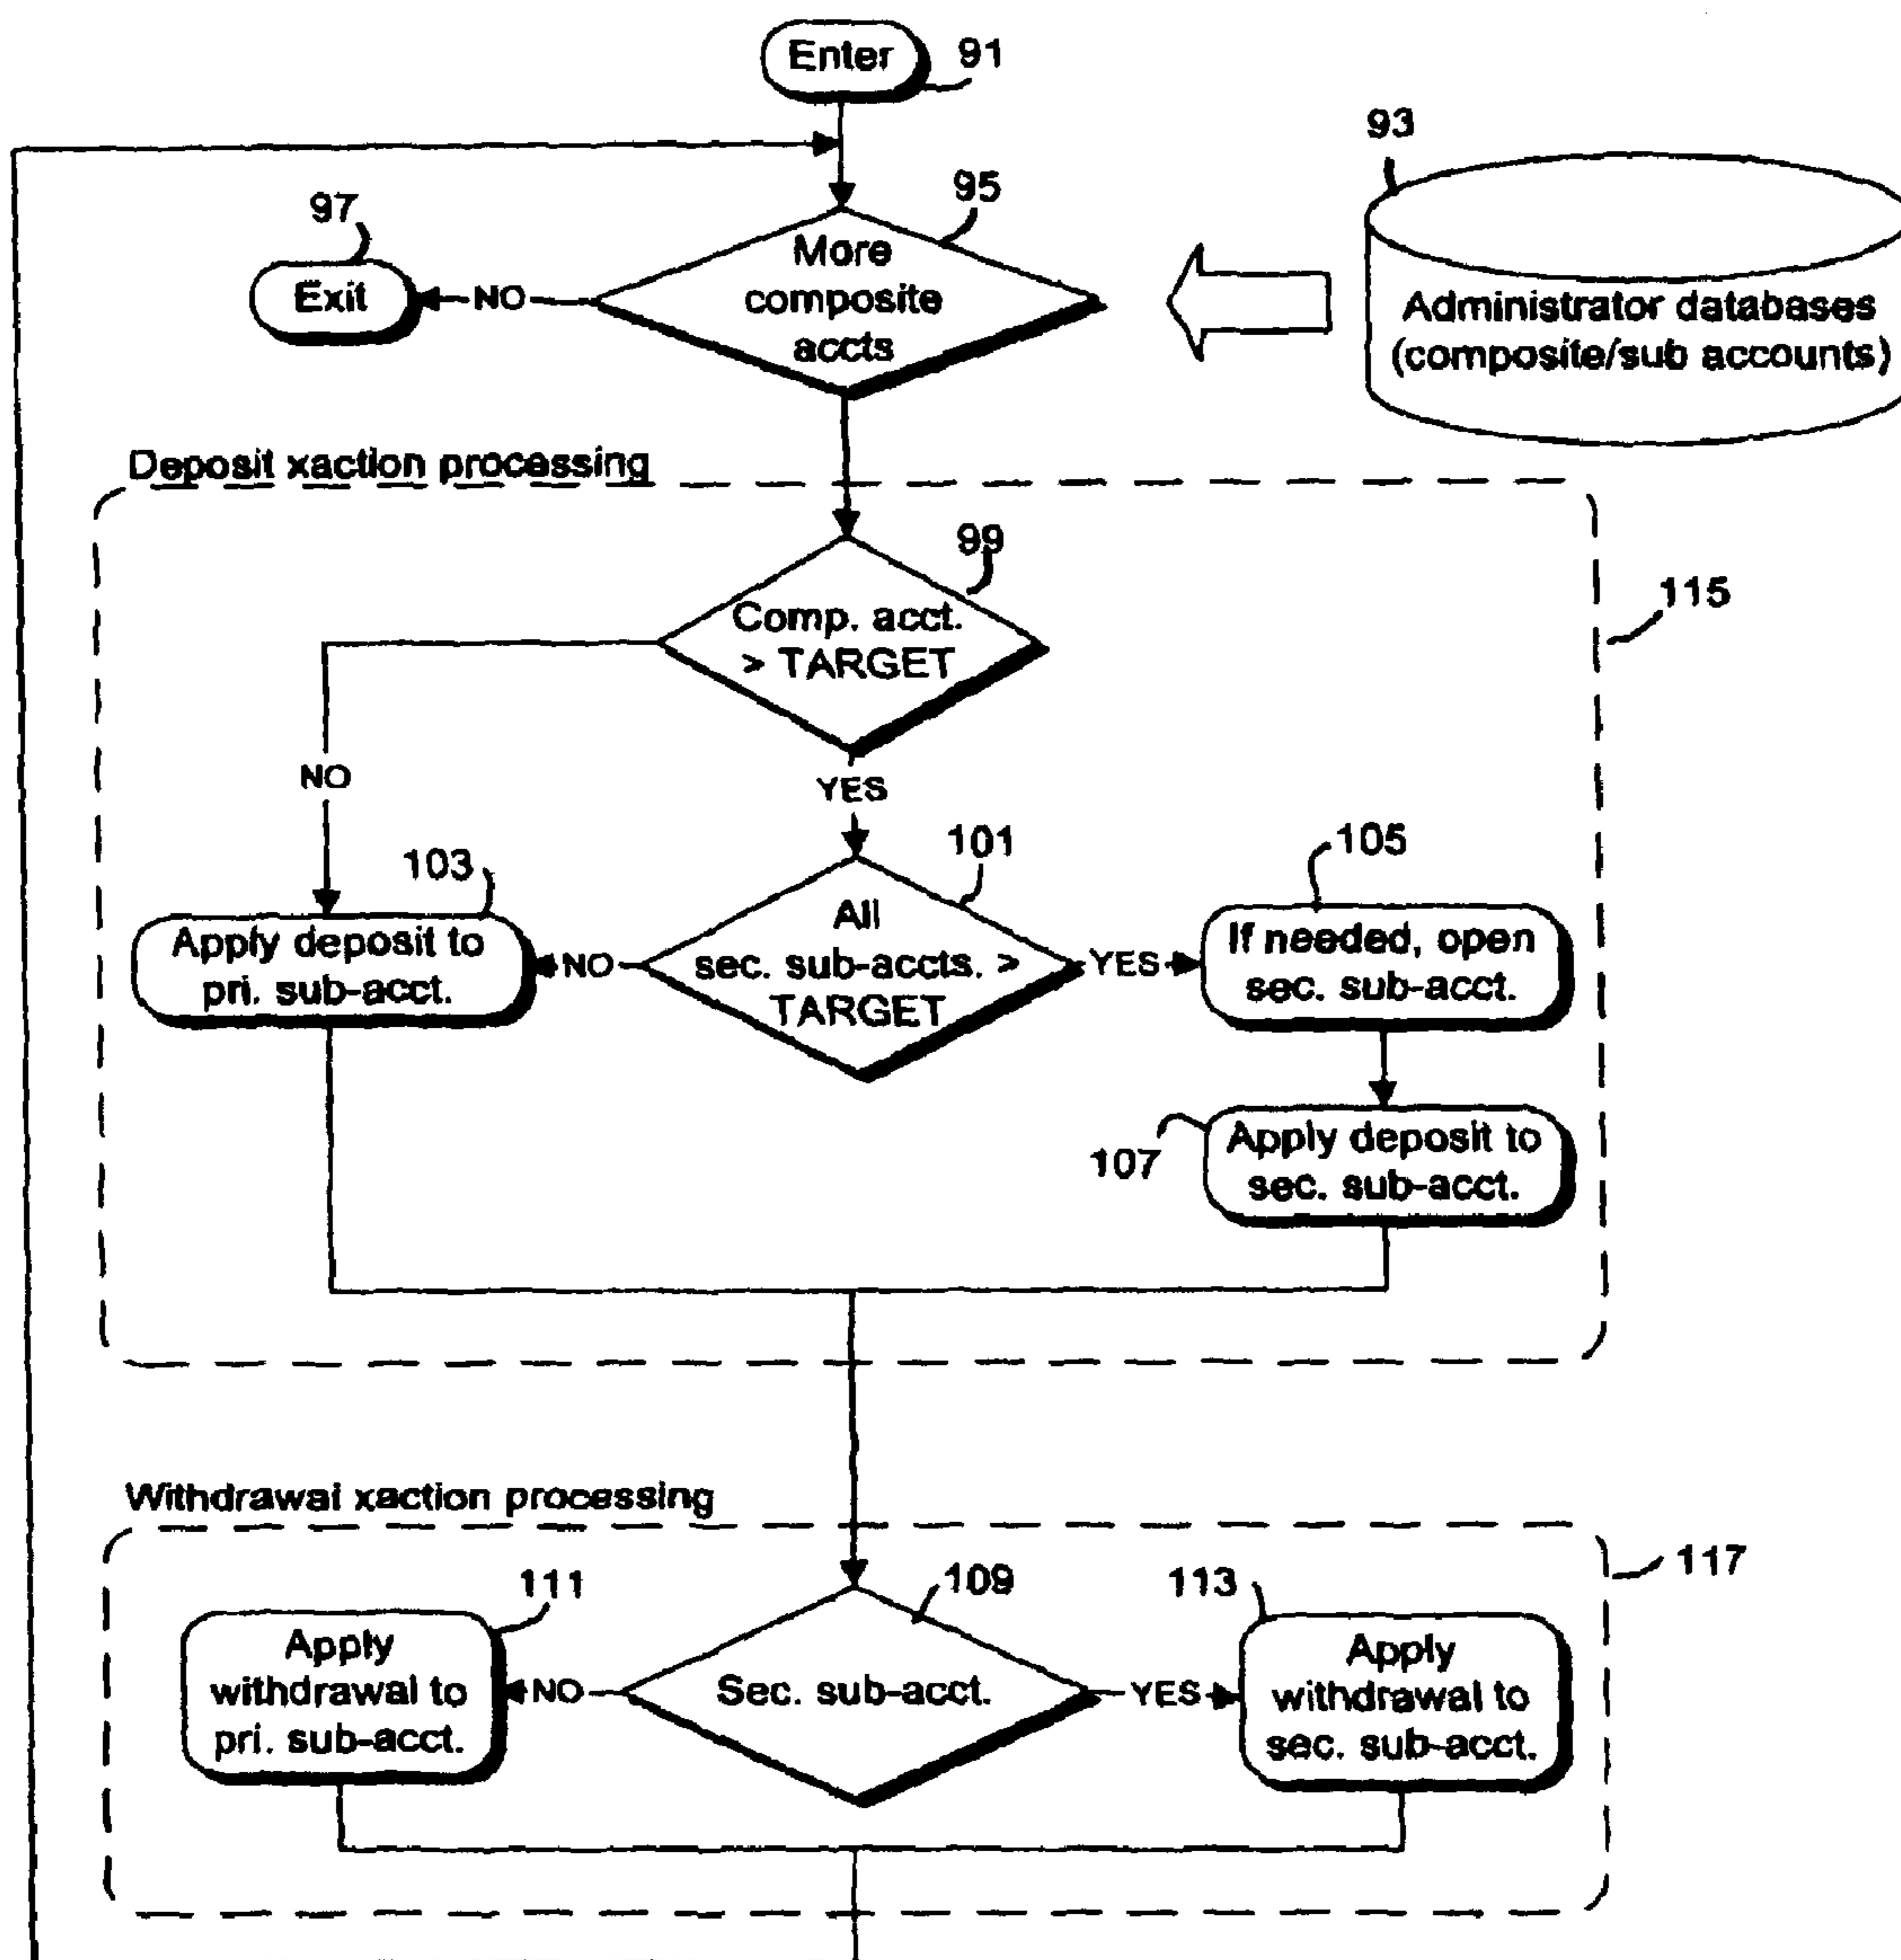 Enter
91
93
95
97
More
composite
accts
Exit
NO
Administrator databases
(composite/sub accounts)
Deposit xaction processing
99
115
Comp. acct.
> TARGET
NO
YES
101
105
103
All
sec. sub-accts. >
TARGET
Apply deposit to
pri. sub-acct.
NO
YES
If needed, open
sec. sub-acct.
107
Apply deposit to
sec. sub-acct.
Withdrawal xaction processing
117
111
109
113
Apply
withdrawal to
pri. sub-acct.
NO
Sec. sub-acct.
YES
Apply
withdrawal to
sec. sub-acct.